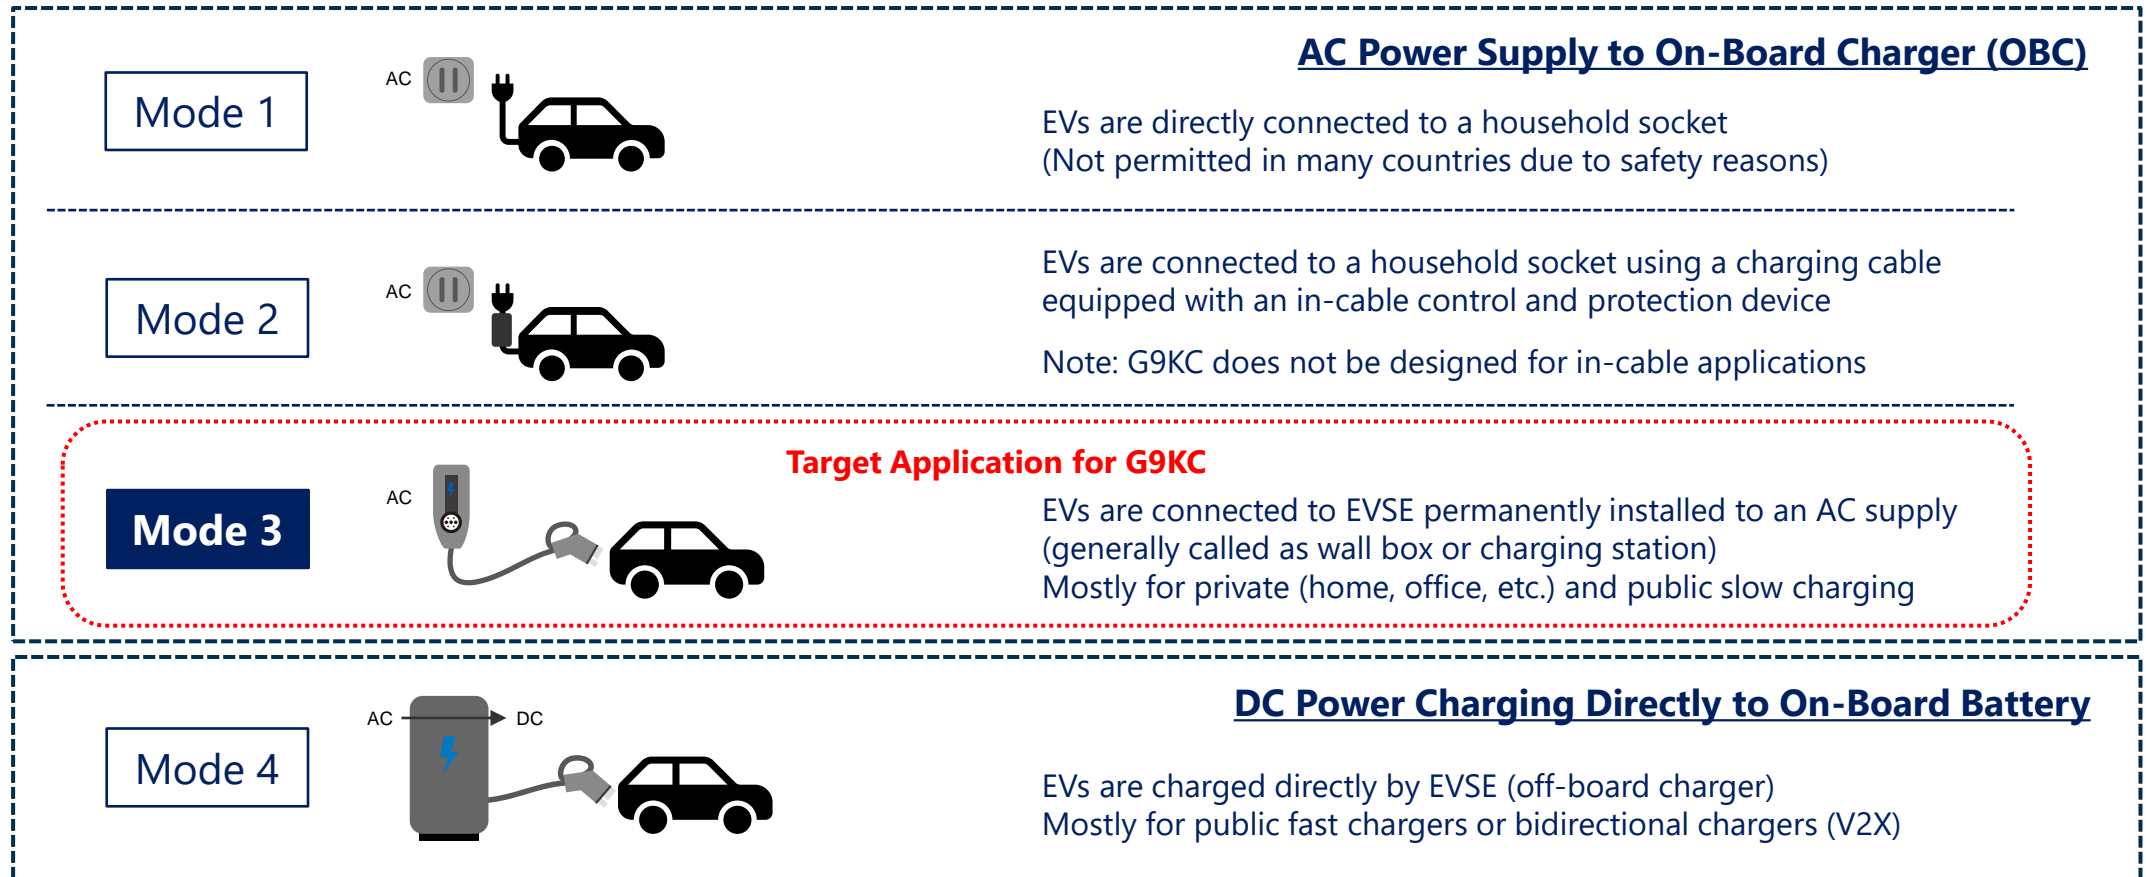 AC Power Supply to On-Board Charger (OBC)
Mode 1
AC
EVs are directly connected to a household socket
(Not permitted in many countries due to safety reasons)
Mode 2
AC
EVs are connected to a household socket using a charging cable
equipped with an in-cable control and protection device
Note: G9KC does not be designed for in-cable applications
Target Application for G9KC
Mode 3
AC
EVs are connected to EVSE permanently installed to an AC supply
(generally called as wall box or charging station)
Mostly for private (home, office, etc.) and public slow charging
DC Power Charging Directly to On-Board Battery
Mode 4
AC
DC
EVs are charged directly by EVSE (off-board charger)
Mostly for public fast chargers or bidirectional chargers (V2X)